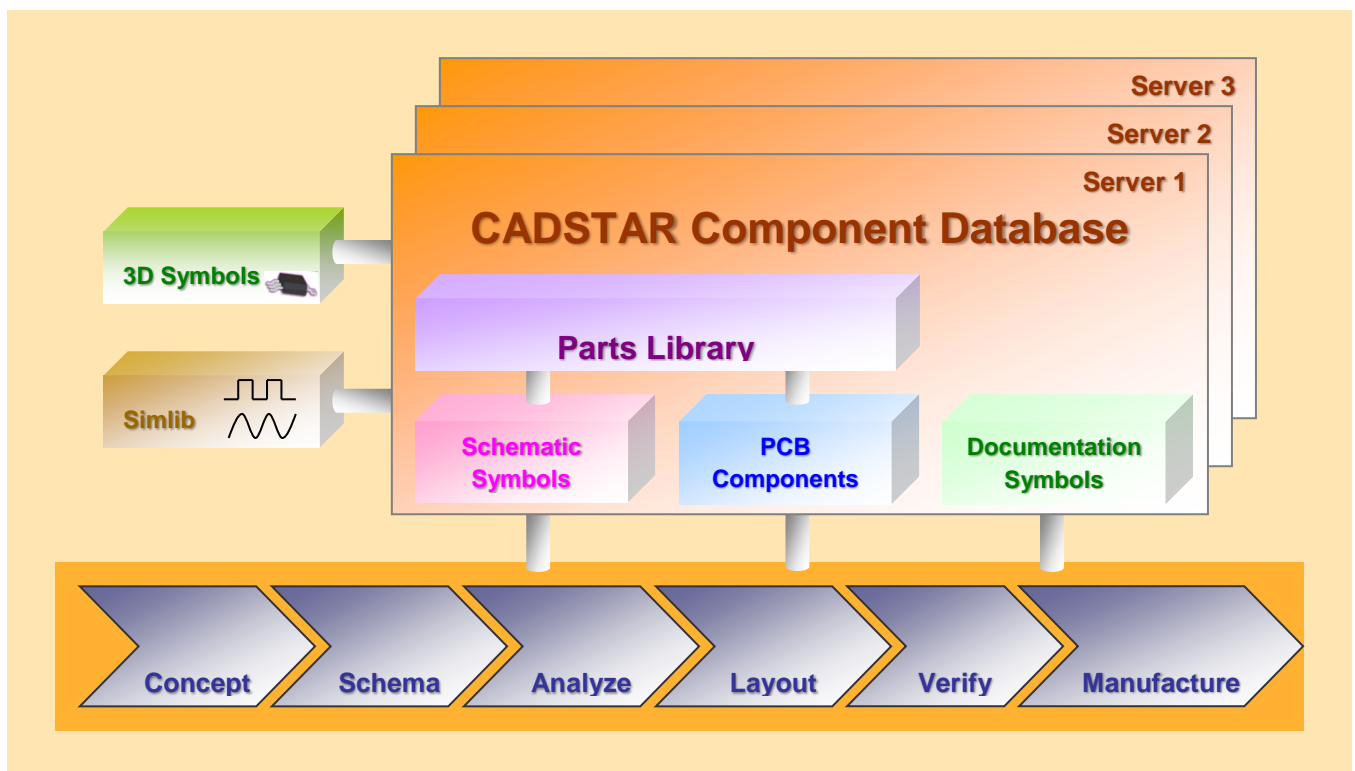 Server 3
Server 2
Server 1
CADSTAR Component Database
3D Symbols
Parts Library
Simlib
Schematic
Symbols
PCB
Components
Documentation
Symbols
Concept
Schema
Analyze
Layout
Verify
Manufacture